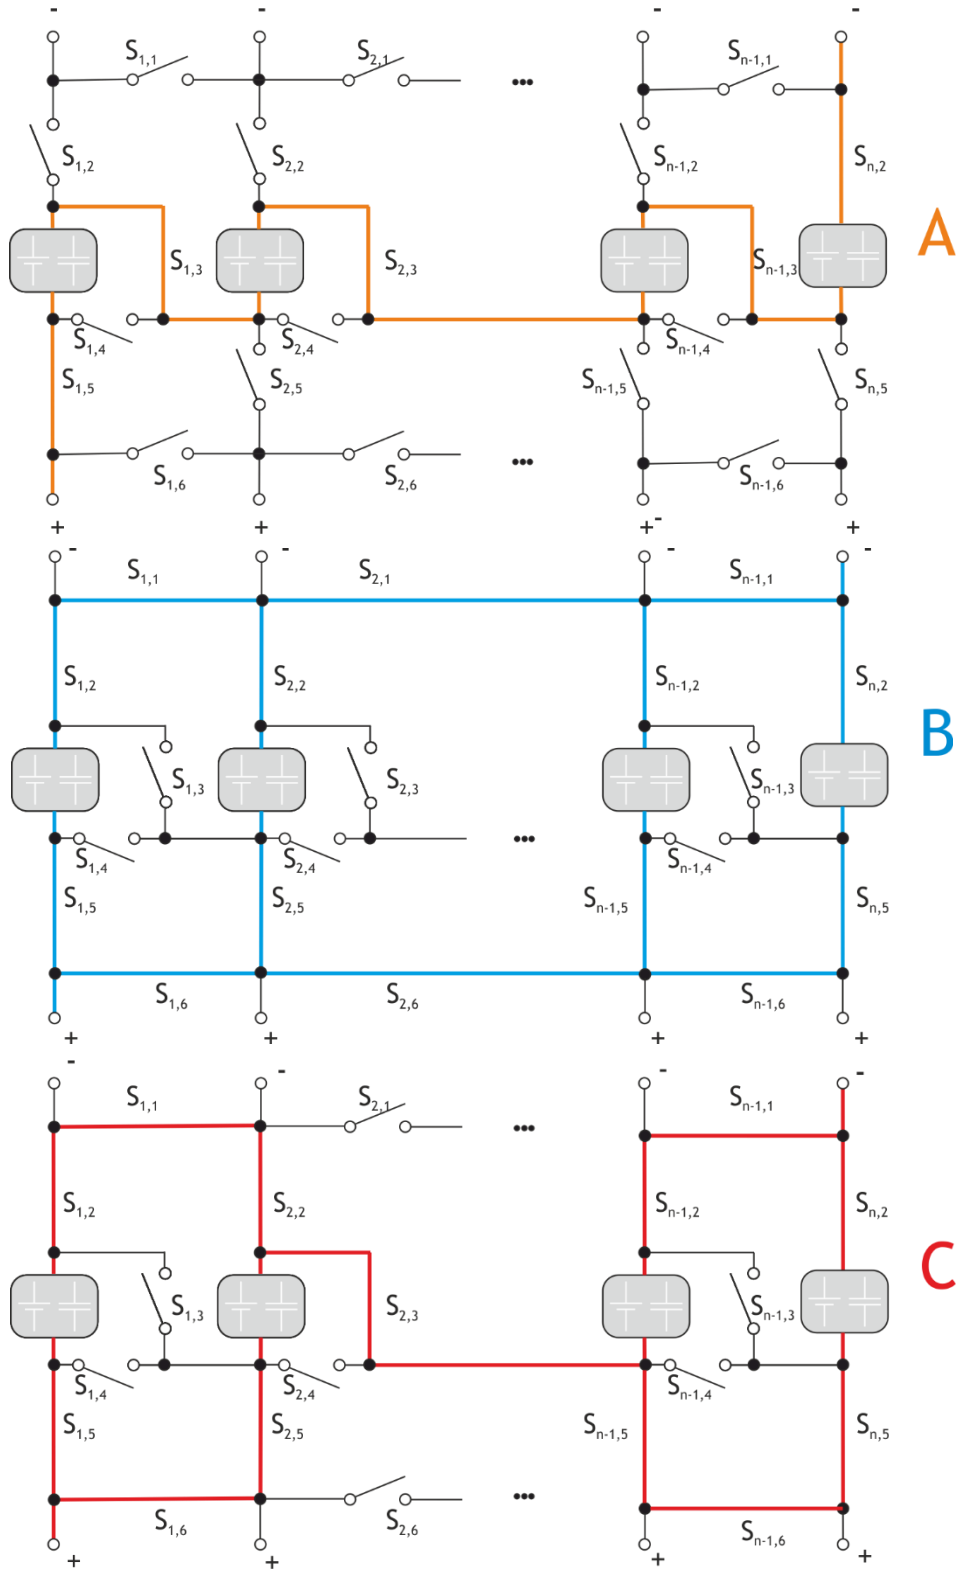 - - - -
S1,1 S2,1 ... Sn-1,1
S1,2 S2,2 Sn-1,2 Sn,2
A
S1,3 S2,3 Sn-1,3
S1,4 S2,4 Sn-1,4
S1,5 S2,5 Sn-1,5 Sn,5
S1,6 S2,6 ... Sn-1,6
+ + + - +
- - - -
S1,1 S2,1 Sn-1,1
S1,2 S2,2 Sn-1,2 Sn,2
B
S1,3 S2,3 Sn-1,3
S1,4 S2,4 ... Sn-1,4
S1,5 S2,5 Sn-1,5 Sn,5
S1,6 S2,6 Sn-1,6
+ + + +
- - - -
S1,1 S2,1 ... Sn-1,1
S1,2 S2,2 Sn-1,2 Sn,2
C
S1,3 S2,3 Sn-1,3
S1,4 S2,4 Sn-1,4
S1,5 S2,5 Sn-1,5 Sn,5
S1,6 S2,6 ... Sn-1,6
+ + + +